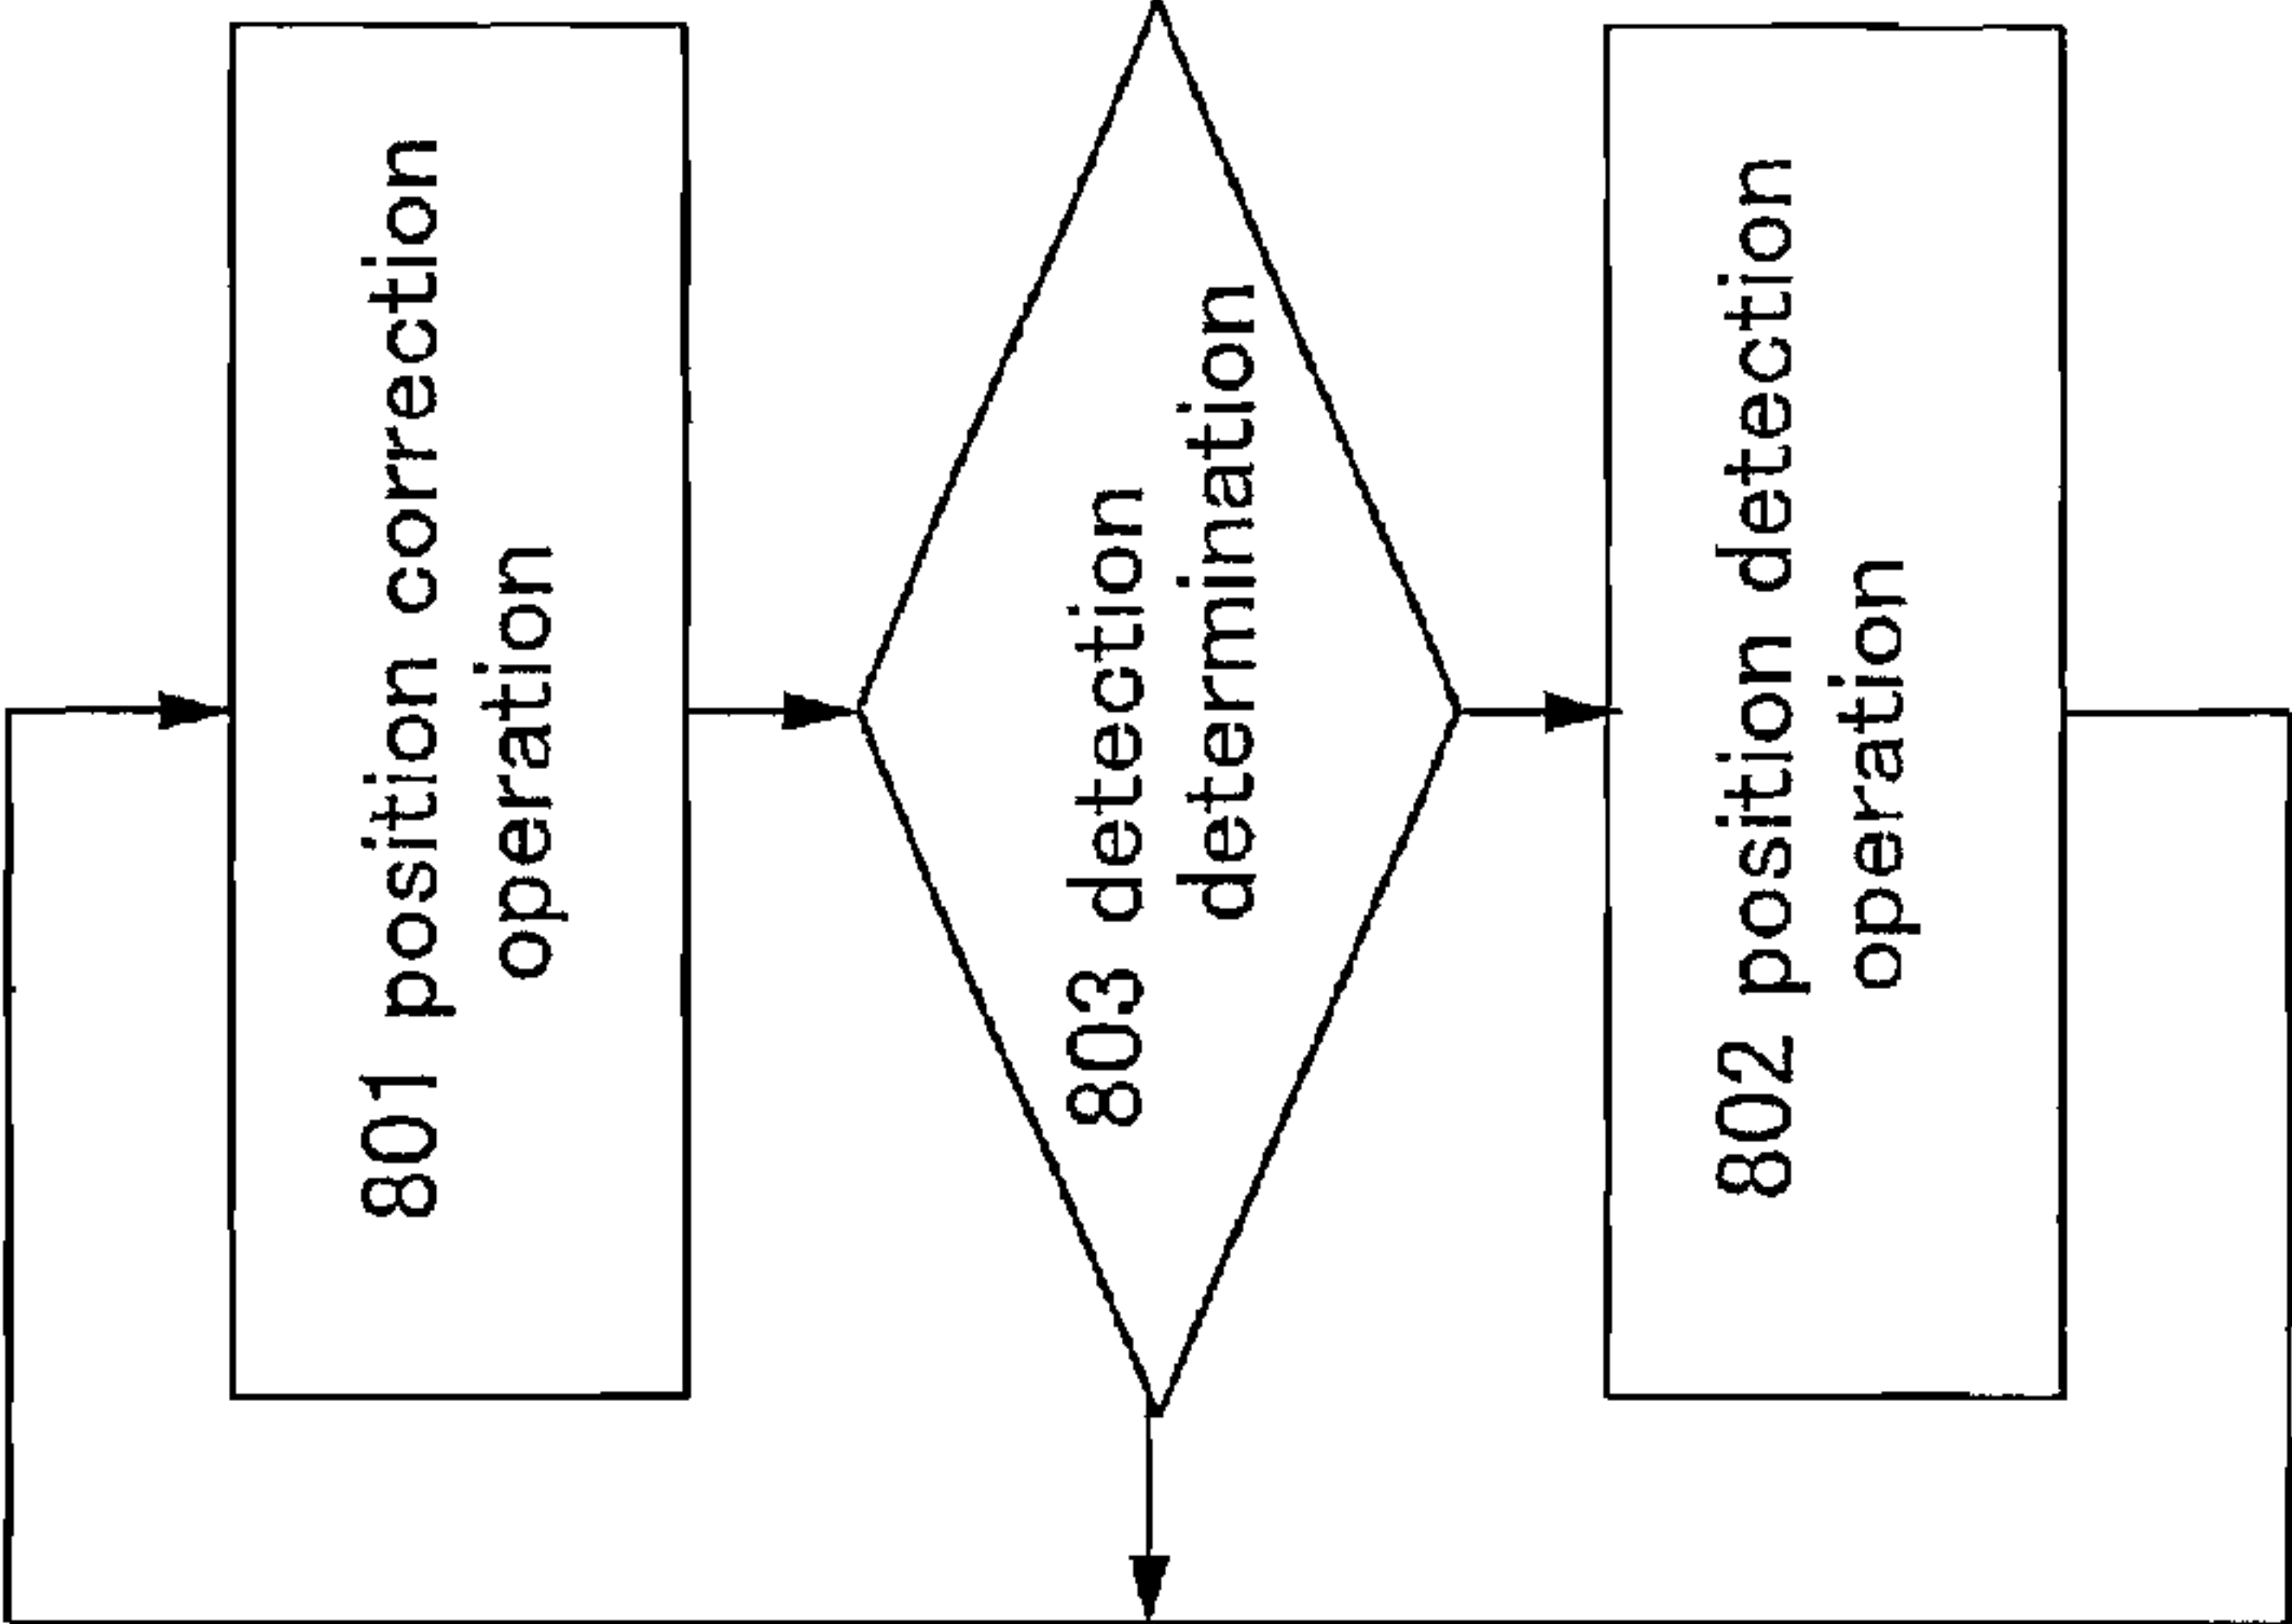 801 position correction
operation
803 detection
determination
802 position detection
operation